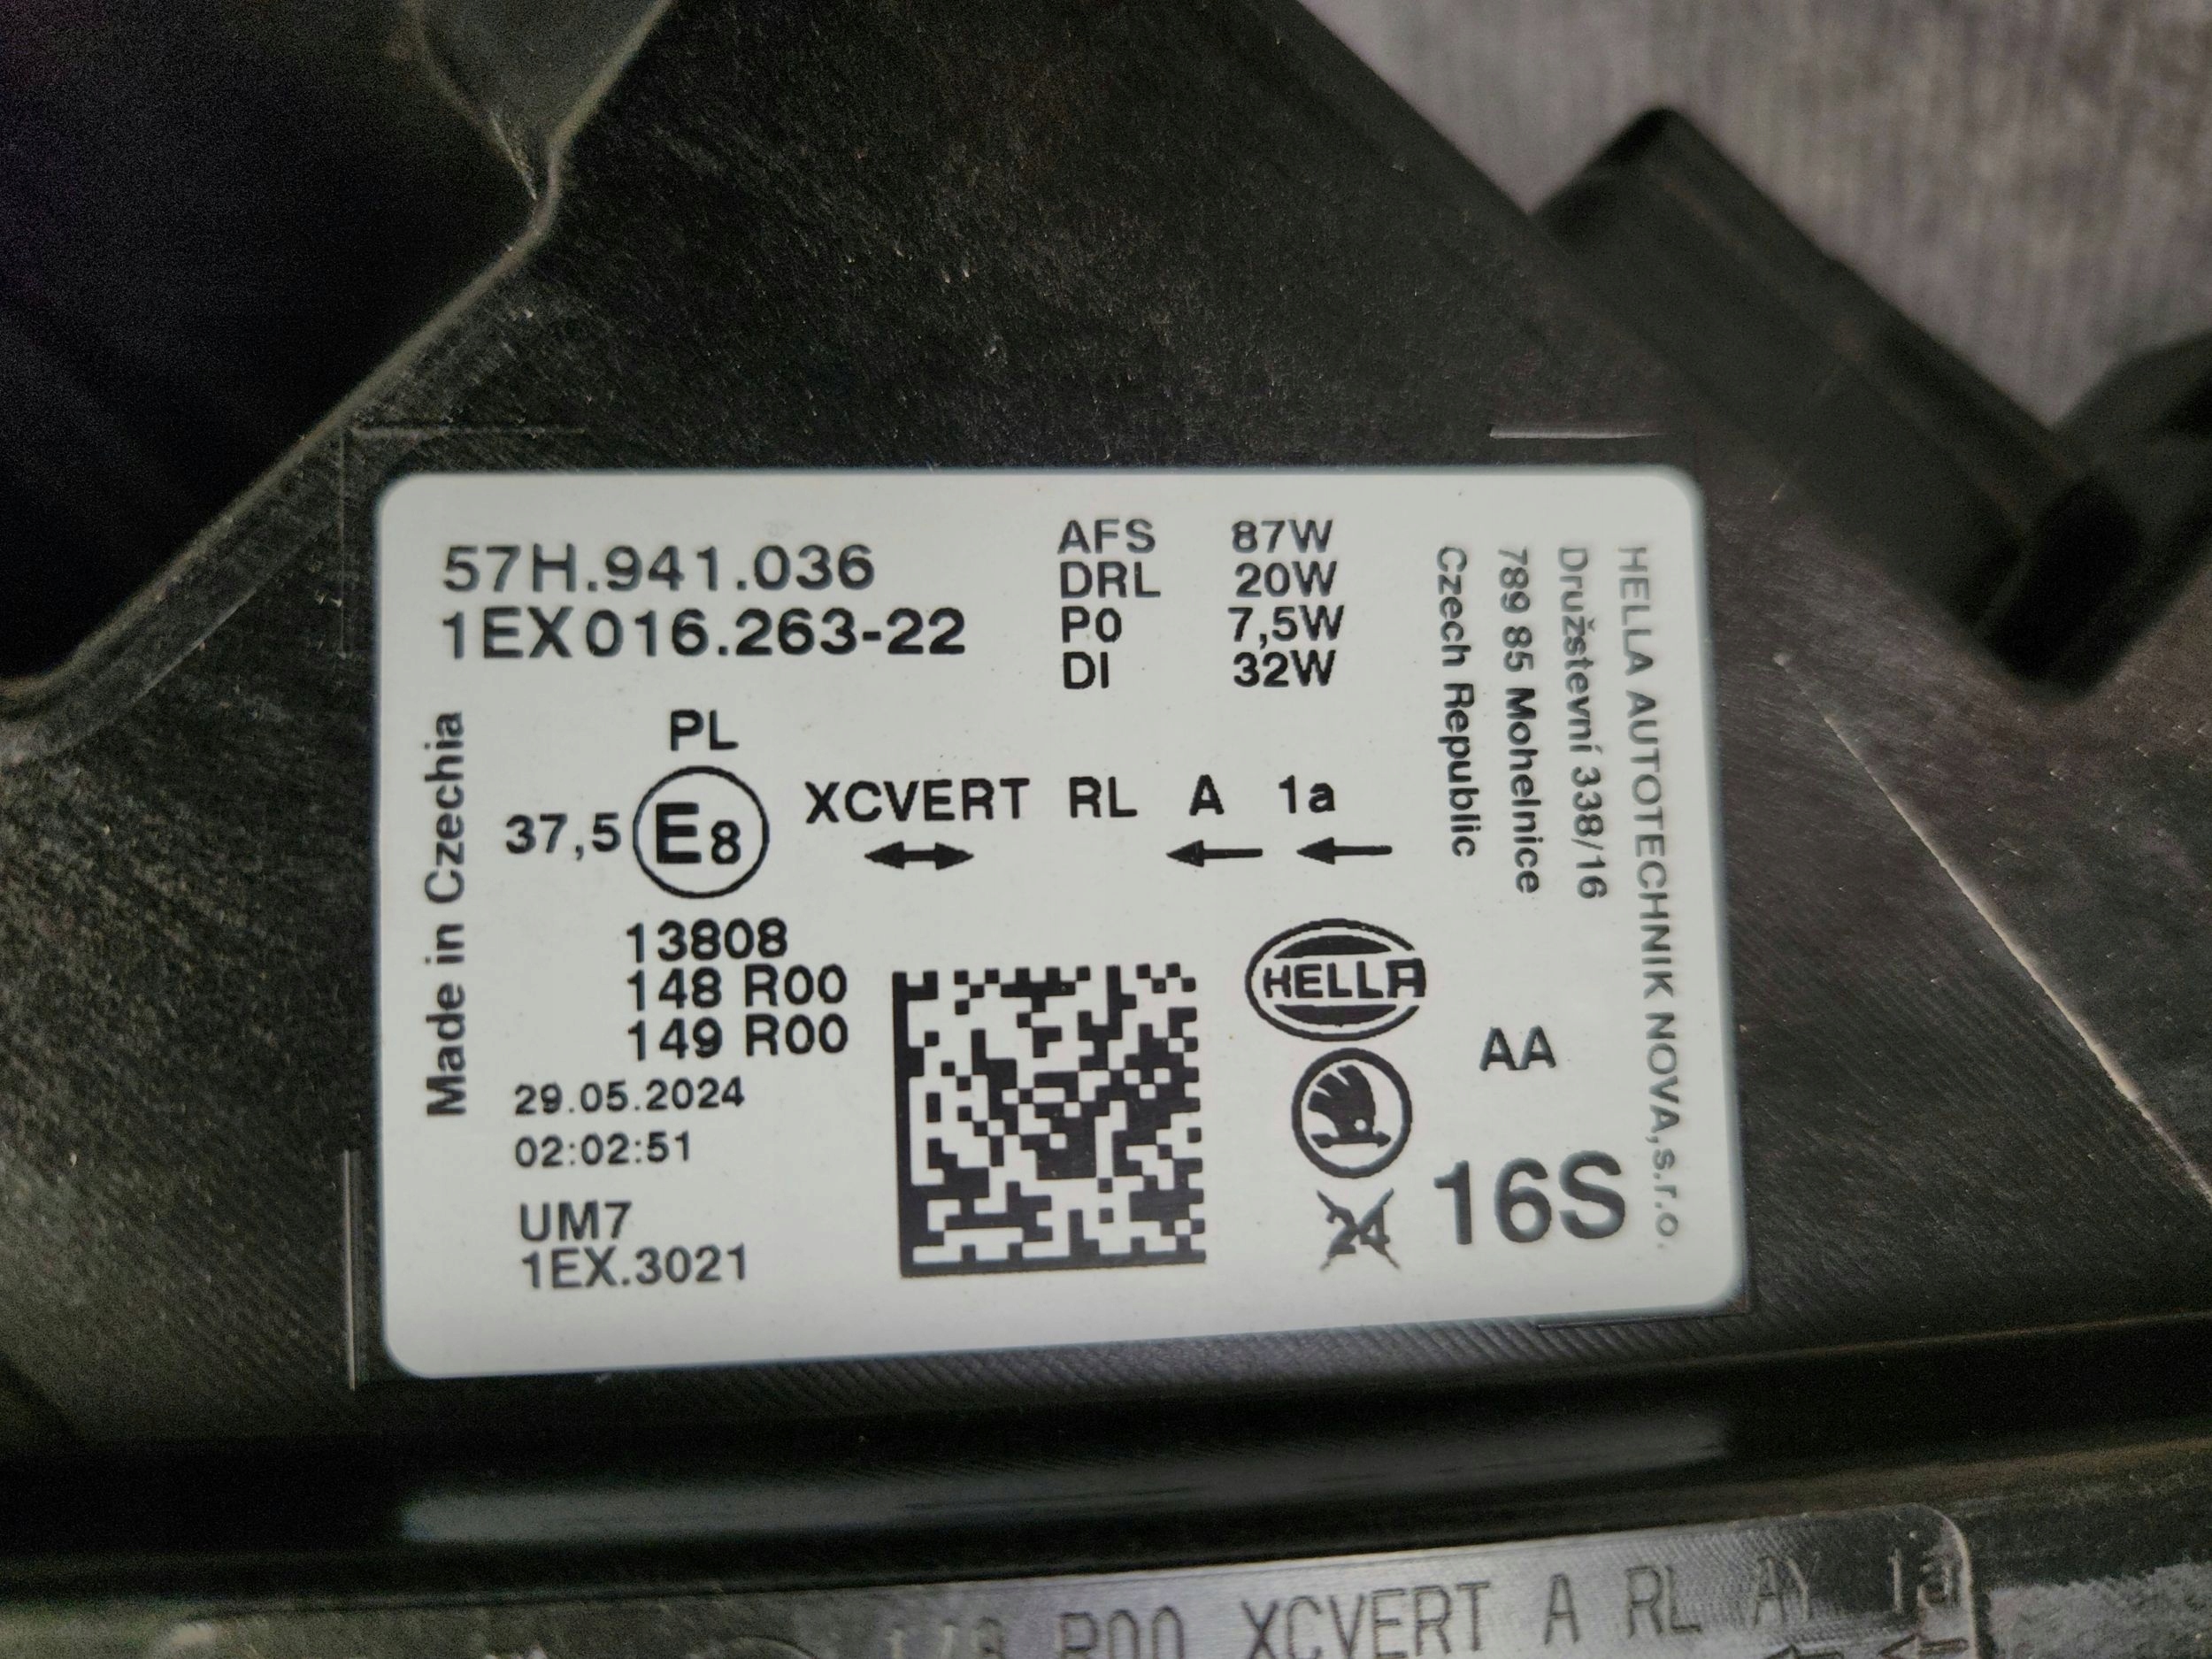 57H.941.036
1EX016.263-22
AFS 87W
DRL 20W
PO 7,5W
DI 32W
PL
37,5 E8 XCVERT RL A 1a
13808
148 R00
149 R00
29.05.2024
02:02:51
UM7
1EX.3021
Made in Czechia
HELLA
AA
16S
HELLA AUTOTECHNIK NOVA,s.r.o.
Družstevní 338/16
789 85 Mohelnice
Czech Republic
R00 XCVERT A RL AY 1a